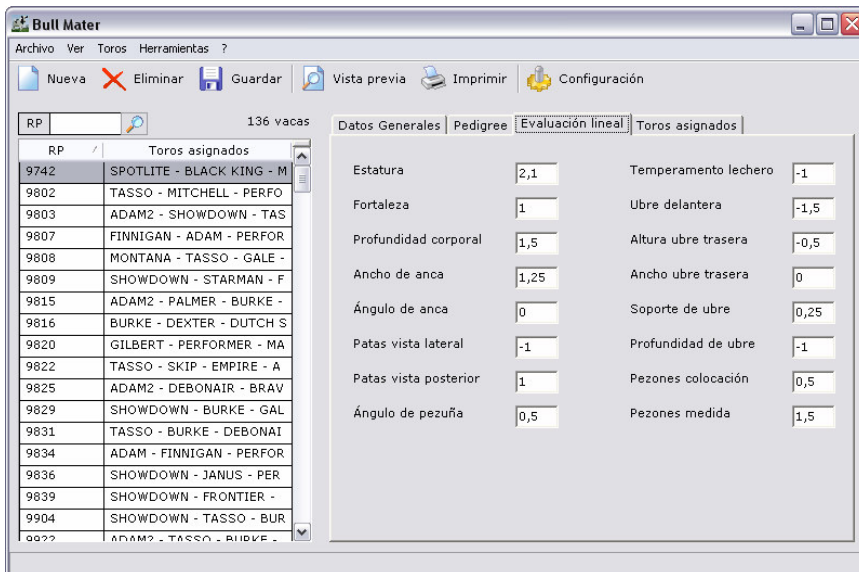 Bull Mater
Archivo Ver Toros Herramientas ?
Nueva Eliminar Guardar Vista previa Imprimir Configuración
RP 136 vacas
RP Toros asignados
9742 SPOTLITE - BLACK KING - M
9802 TASSO - MITCHELL - PERFO
9803 ADAM2 - SHOWDOWN - TAS
9807 FINNIGAN - ADAM - PERFOR
9808 MONTANA - TASSO - GALE -
9809 SHOWDOWN - STARMAN - F
9815 ADAM2 - PALMER - BURKE -
9816 BURKE - DEXTER - DUTCH S
9820 GILBERT - PERFORMER - MA
9822 TASSO - SKIP - EMPIRE - A
9825 ADAM2 - DEBONAIR - BRAV
9829 SHOWDOWN - BURKE - GAL
9831 TASSO - BURKE - DEBONAI
9834 ADAM - FINNIGAN - PERFOR
9836 SHOWDOWN - JANUS - PER
9839 SHOWDOWN - FRONTIER -
9904 SHOWDOWN - TASSO - BUR
9922 ADAM2 - TASSO - BURKE -
Datos Generales Pedigree Evaluación lineal Toros asignados
Estatura 2,1 Temperamento lechero -1
Fortaleza 1 Ubre delantera -1,5
Profundidad corporal 1,5 Altura ubre trasera -0,5
Ancho de anca 1,25 Ancho ubre trasera 0
Ángulo de anca 0 Soporte de ubre 0,25
Patas vista lateral -1 Profundidad de ubre -1
Patas vista posterior 1 Pezones colocación 0,5
Ángulo de pezuña 0,5 Pezones medida 1,5